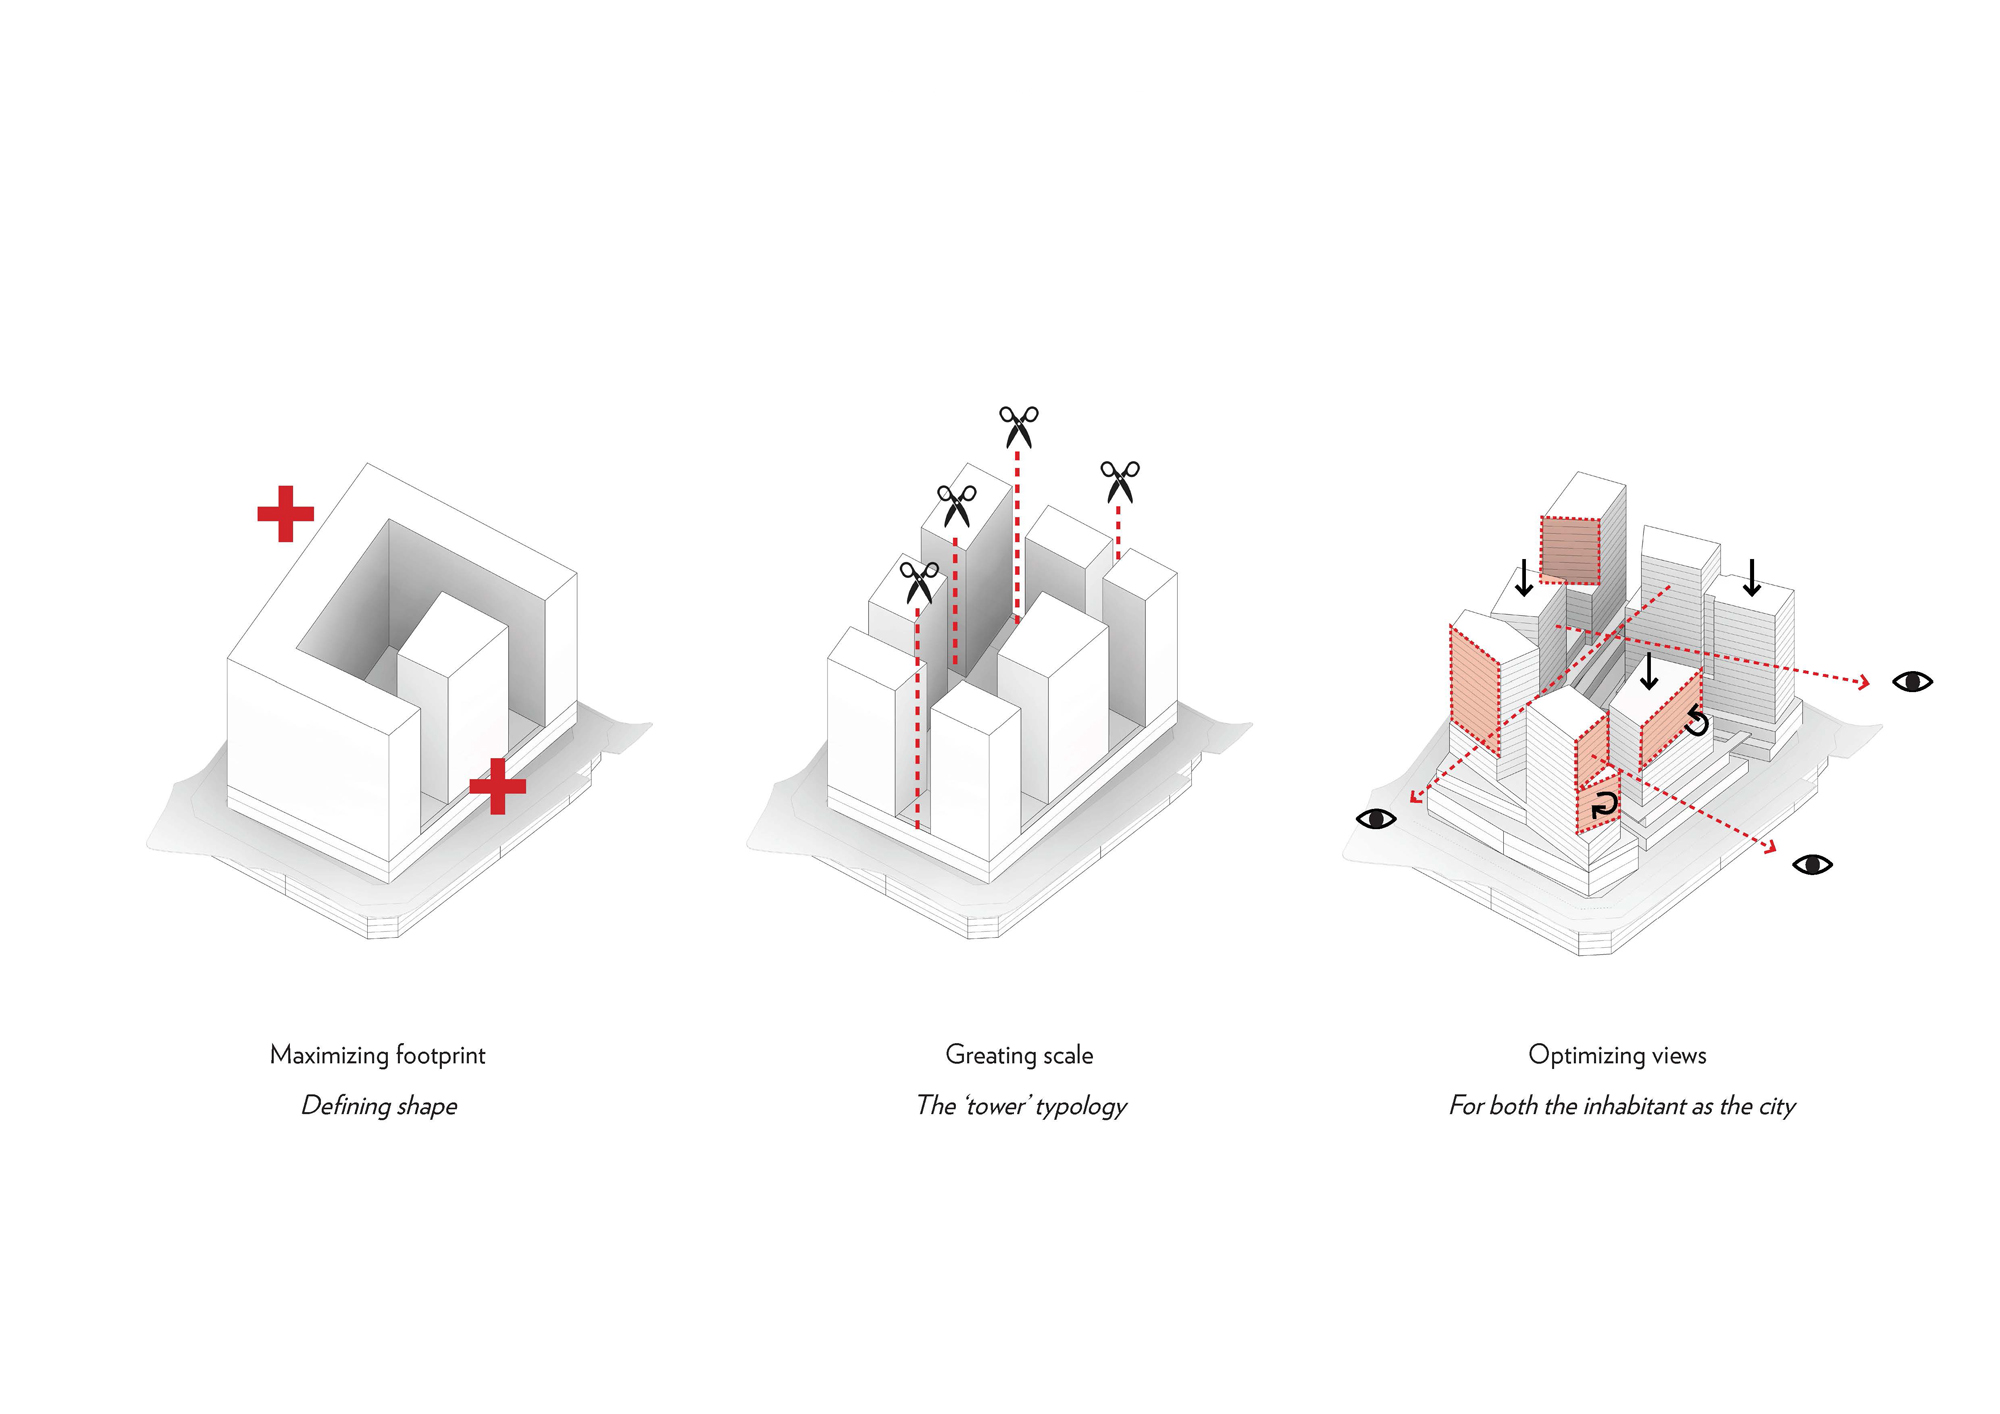 Maximizing footprint
Defining shape
Greating scale
The ‘tower’ typology
Optimizing views
For both the inhabitant as the city